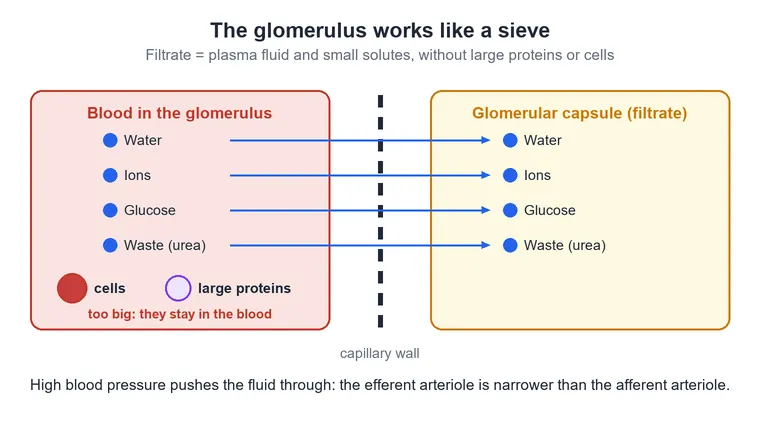 The glomerulus works like a sieve
Filtrate = plasma fluid and small solutes, without large proteins or cells
Blood in the glomerulus
Water
Ions
Glucose
Waste (urea)
cells
large proteins
too big: they stay in the blood
Glomerular capsule (filtrate)
Water
Ions
Glucose
Waste (urea)
capillary wall
High blood pressure pushes the fluid through: the efferent arteriole is narrower than the afferent arteriole.